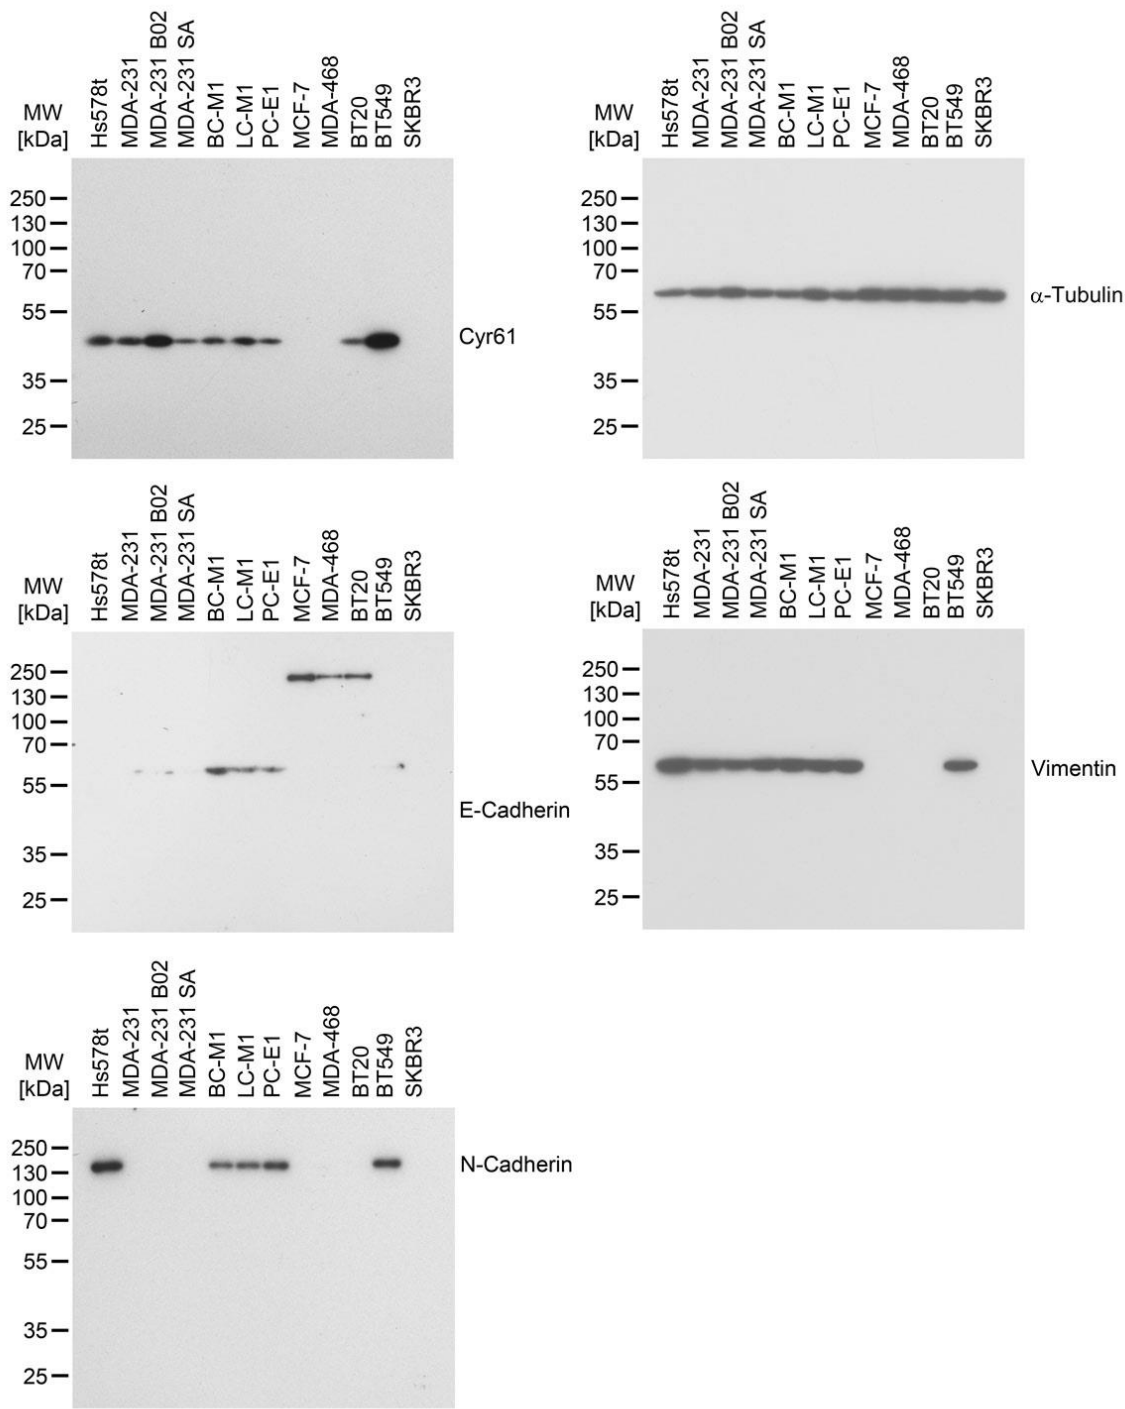 Hs578t
MDA-231
MDA-231 B02
MDA-231 SA
BC-M1
LC-M1
PC-E1
MCF-7
MDA-468
BT20
BT549
SKBR3
MW
[kDa]
250
130
100
70
55
35
25
Cyr61
Hs578t
MDA-231
MDA-231 B02
MDA-231 SA
BC-M1
LC-M1
PC-E1
MCF-7
MDA-468
BT20
BT549
SKBR3
MW
[kDa]
250
130
100
70
55
35
25
α-Tubulin
Hs578t
MDA-231
MDA-231 B02
MDA-231 SA
BC-M1
LC-M1
PC-E1
MCF-7
MDA-468
BT20
BT549
SKBR3
MW
[kDa]
250
130
100
70
55
35
25
E-Cadherin
Hs578t
MDA-231
MDA-231 B02
MDA-231 SA
BC-M1
LC-M1
PC-E1
MCF-7
MDA-468
BT20
BT549
SKBR3
MW
[kDa]
250
130
100
70
55
35
25
Vimentin
Hs578t
MDA-231
MDA-231 B02
MDA-231 SA
BC-M1
LC-M1
PC-E1
MCF-7
MDA-468
BT20
BT549
SKBR3
MW
[kDa]
250
130
100
70
55
35
25
N-Cadherin